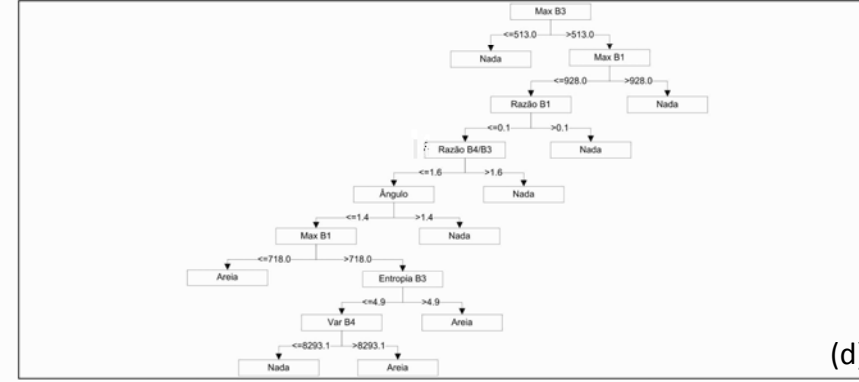 Max B3
<=513.0 >513.0
Nada Max B1
<=928.0 >928.0
Razão B1 Nada
<=0.1 >0.1
Razão B4/B3 Nada
<=1.6 >1.6
Ângulo Nada
<=1.4 >1.4
Max B1 Nada
<=718.0 >718.0
Areia Entropia B3
<=4.9 >4.9
Var B4 Areia
<=8293.1 >8293.1
Nada Areia
(d)